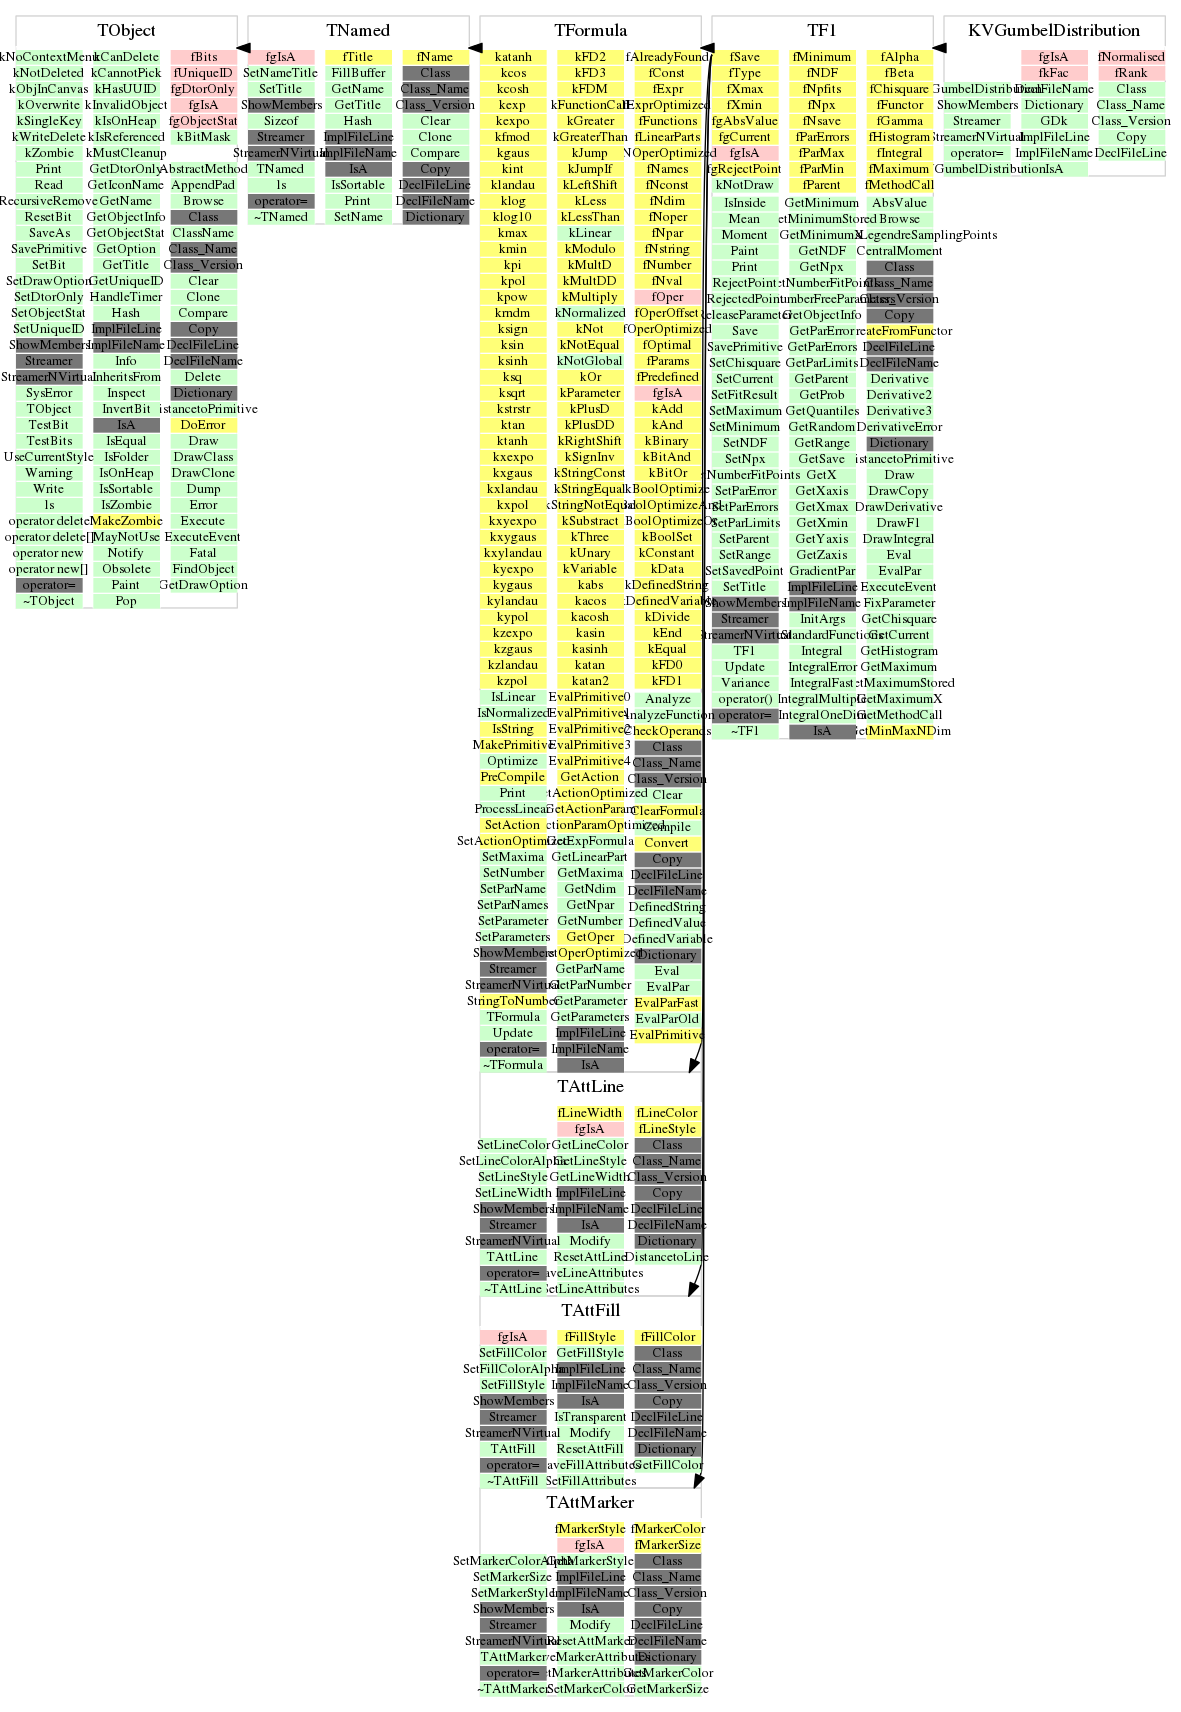 TObject
kNoContextMenu kCanDelete fBits
kNotDeleted kCannotPick fUniqueID
kObjInCanvas kHasUUID fgDtorOnly
kOverwrite kInvalidObject fgIsA
kSingleKey kIsOnHeap fgObjectStat
kWriteDelete kIsReferenced kBitMask
kZombie kMustCleanup
Print GetDtorOnly AbstractMethod
Read GetIconName AppendPad
RecursiveRemove GetName Browse
ResetBit GetObjectInfo Class
SaveAs GetObjectStat ClassName
SavePrimitive GetOption Class_Name
SetBit GetTitle Class_Version
SetDrawOption GetUniqueID Clear
SetDtorOnly HandleTimer Clone
SetObjectStat Hash Compare
SetUniqueID ImplFileLine Copy
ShowMembers ImplFileName DeclFileLine
Streamer Info DeclFileName
StreamerNVirtual InheritsFrom Delete
SysError Inspect Dictionary
TObject InvertBit istancetoPrimitive
TestBit IsA DoError
TestBits IsEqual Draw
UseCurrentStyle IsFolder DrawClass
Warning IsOnHeap DrawClone
Write IsSortable Dump
ls IsZombie Error
operator delete MakeZombie Execute
operator delete[] MayNotUse ExecuteEvent
operator new Notify Fatal
operator new[] Obsolete FindObject
operator= Paint GetDrawOption
~TObject Pop
TNamed
fgIsA fTitle fName
SetNameTitle FillBuffer Class
SetTitle GetName Class_Name
ShowMembers GetTitle Class_Version
Sizeof Hash Clear
Streamer ImplFileLine Clone
StreamerNVirtual ImplFileName Compare
TNamed IsA Copy
ls IsSortable DeclFileLine
operator= Print DeclFileName
~TNamed SetName Dictionary
TFormula
katanh kFD2 fAlreadyFound
kcos kFD3 fConst
kcosh kFDM fExpr
kexp kFunctionCall fExprOptimized
kexpo kGreater fFunctions
kfmod kGreaterThan fLinearParts
kgaus kJump NOperOptimized
kint kJumpIf fNames
klandau kLeftShift fNconst
klog kLess fNdim
klog10 kLessThan fNoper
kmax kLinear fNpar
kmin kModulo fNstring
kpi kMultD fNumber
kpol kMultDD fNval
kpow kMultiply fOper
krndm kNormalized fOperOffset
ksign kNot fOperOptimized
ksin kNotEqual fOptimal
ksinh kNotGlobal fParams
ksq kOr fPredefined
ksqrt kParameter fgIsA
kstrstr kPlusD kAdd
ktan kPlusDD kAnd
ktanh kRightShift kBinary
kxexpo kSignInv kBitAnd
kxgaus kStringConst kBitOr
kxlandau kStringEqual kBoolOptimize
kxpol kStringNotEqual BoolOptimizeAnd
kxyexpo kSubstract BoolOptimizeOr
kxygaus kThree kBoolSet
kxylandau kUnary kConstant
kyexpo kVariable kData
kygaus kabs kDefinedString
kylandau kacos DefinedVariable
kypol kacosh kDivide
kzexpo kasin kEnd
kzgaus kasinh kEqual
kzlandau katan kFD0
kzpol katan2 kFD1
IsLinear EvalPrimitive0 Analyze
IsNormalized EvalPrimitive1 AnalyzeFunction
IsString EvalPrimitive2 CheckOperands
MakePrimitive EvalPrimitive3 Class
Optimize EvalPrimitive4 Class_Name
PreCompile GetAction Class_Version
Print tActionOptimized Clear
ProcessLinear GetActionParam ClearFormula
SetAction ctionParamOptimized Compile
SetActionOptimized GetExpFormula Convert
SetMaxima GetLinearPart Copy
SetNumber GetMaxima DeclFileLine
SetParName GetNdim DeclFileName
SetParNames GetNpar DefinedString
SetParameter GetNumber DefinedValue
SetParameters GetOper DefinedVariable
ShowMembers tOperOptimized Dictionary
Streamer GetParName Eval
StreamerNVirtual GetParNumber EvalPar
StringToNumber GetParameter EvalParFast
TFormula GetParameters EvalParOld
Update ImplFileLine EvalPrimitive
operator= ImplFileName
~TFormula IsA
TF1
fSave fMinimum fAlpha
fType fNDF fBeta
fXmax fNpfits fChisquare
fXmin fNpx fFunctor
fgAbsValue fNsave fGamma
fgCurrent fParErrors fHistogram
fgIsA fParMax fIntegral
fgRejectPoint fParMin fMaximum
kNotDraw fParent fMethodCall
IsInside GetMinimum AbsValue
Mean etMinimumStored Browse
Moment GetMinimumX LegendreSamplingPoints
Paint GetNDF CentralMoment
Print GetNpx Class
RejectPoint tNumberFitPoints Class_Name
RejectedPoint umberFreeParameters Class_Version
eleaseParameter GetObjectInfo Copy
Save GetParError reateFromFunctor
SavePrimitive GetParErrors DeclFileLine
SetChisquare GetParLimits DeclFileName
SetCurrent GetParent Derivative
SetFitResult GetProb Derivative2
SetMaximum GetQuantiles Derivative3
SetMinimum GetRandom DerivativeError
SetNDF GetRange Dictionary
SetNpx GetSave istancetoPrimitive
NumberFitPoints GetX Draw
SetParError GetXaxis DrawCopy
SetParErrors GetXmax DrawDerivative
SetParLimits GetXmin DrawF1
SetParent GetYaxis DrawIntegral
SetRange GetZaxis Eval
SetSavedPoint GradientPar EvalPar
SetTitle ImplFileLine ExecuteEvent
ShowMembers ImplFileName FixParameter
Streamer InitArgs GetChisquare
treamerNVirtual StandardFunctions GetCurrent
TF1 Integral GetHistogram
Update IntegralError GetMaximum
Variance IntegralFast etMaximumStored
operator() IntegralMultiple GetMaximumX
operator= IntegralOneDim GetMethodCall
~TF1 IsA GetMinMaxNDim
KVGumbelDistribution
fgIsA fNormalised
fkFac fRank
GumbelDistribution DeclFileName Class
ShowMembers Dictionary Class_Name
Streamer GDk Class_Version
StreamerNVirtual ImplFileLine Copy
operator= ImplFileName DeclFileLine
GumbelDistribution IsA
TAttLine
fLineWidth fLineColor
fgIsA fLineStyle
SetLineColor GetLineColor Class
SetLineColorAlpha GetLineStyle Class_Name
SetLineStyle GetLineWidth Class_Version
SetLineWidth ImplFileLine Copy
ShowMembers ImplFileName DeclFileLine
Streamer IsA DeclFileName
StreamerNVirtual Modify Dictionary
TAttLine ResetAttLine DistancetoLine
operator= aveLineAttributes
~TAttLine SetLineAttributes
TAttFill
fgIsA fFillStyle fFillColor
SetFillColor GetFillStyle Class
SetFillColorAlpha ImplFileLine Class_Name
SetFillStyle ImplFileName Class_Version
ShowMembers IsA Copy
Streamer IsTransparent DeclFileLine
StreamerNVirtual Modify DeclFileName
TAttFill ResetAttFill Dictionary
operator= aveFillAttributes GetFillColor
~TAttFill SetFillAttributes
TAttMarker
fMarkerStyle fMarkerColor
fgIsA fMarkerSize
SetMarkerColorAlpha GetMarkerStyle Class
SetMarkerSize ImplFileLine Class_Name
SetMarkerStyle ImplFileName Class_Version
ShowMembers IsA Copy
Streamer Modify DeclFileLine
StreamerNVirtual ResetAttMarker DeclFileName
TAttMarker veMarkerAttributes Dictionary
operator= tMarkerAttributes GetMarkerColor
~TAttMarker SetMarkerColor GetMarkerSize